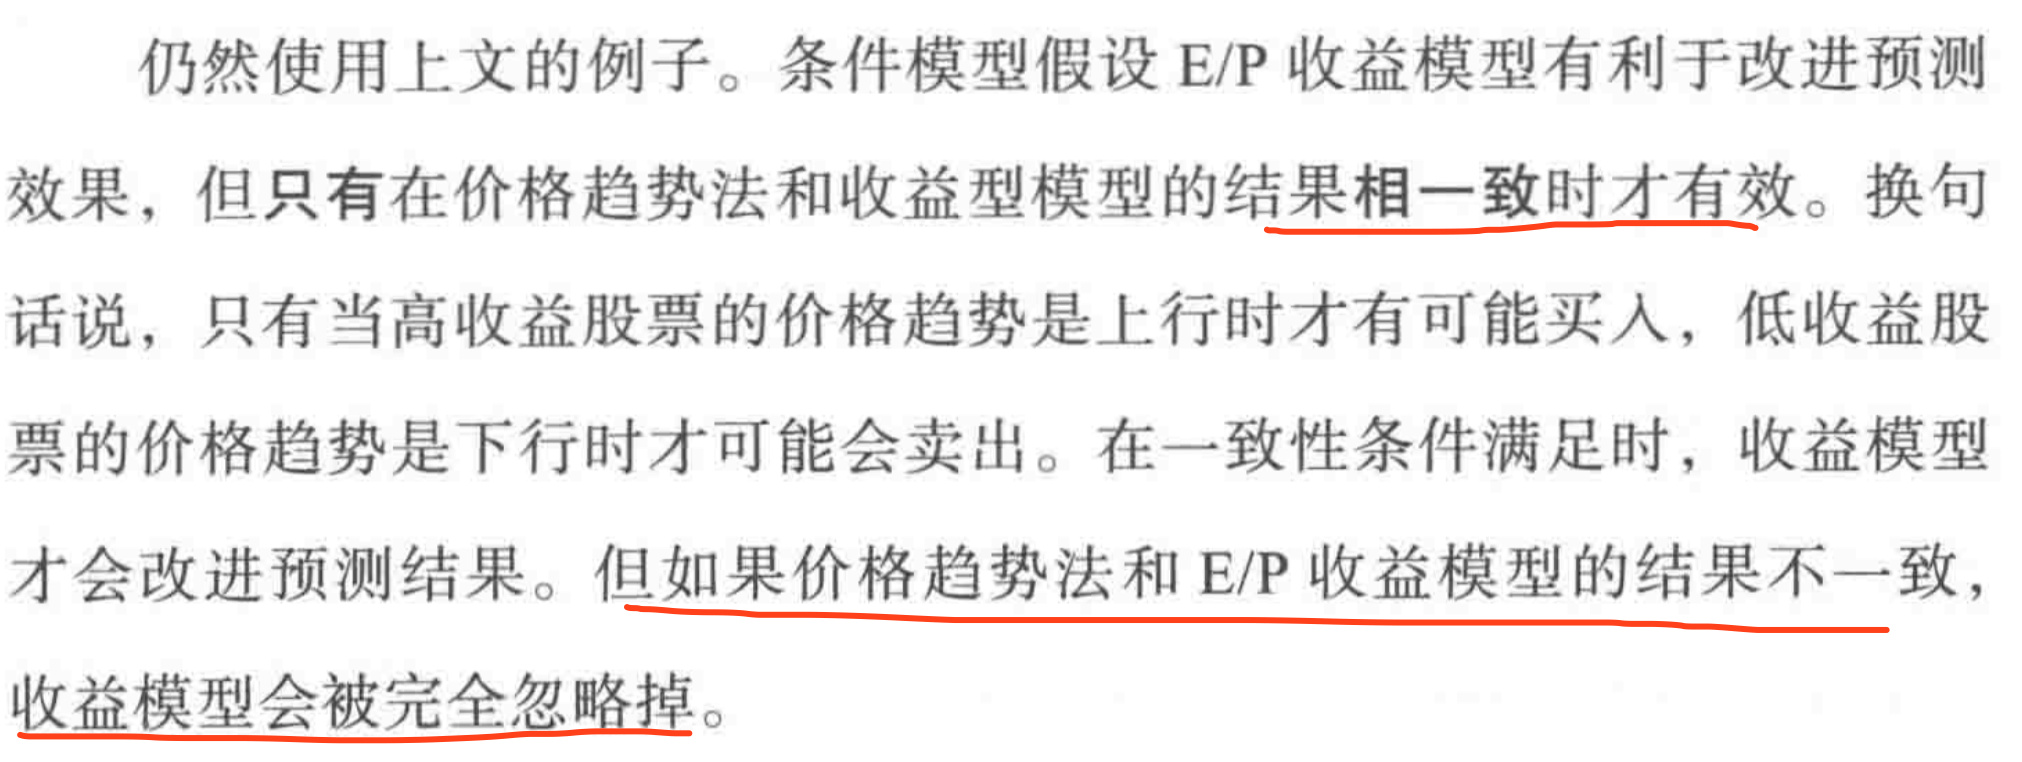 仍然使用上文的例子。条件模型假设 E/P 收益模型有利于改进预测
效果，但只有在价格趋势法和收益型模型的结果相一致时才有效。换句
话说，只有当高收益股票的价格趋势是上行时才有可能买入，低收益股
票的价格趋势是下行时才可能会卖出。在一致性条件满足时，收益模型
才会改进预测结果。但如果价格趋势法和 E/P 收益模型的结果不一致，
收益模型会被完全忽略掉。